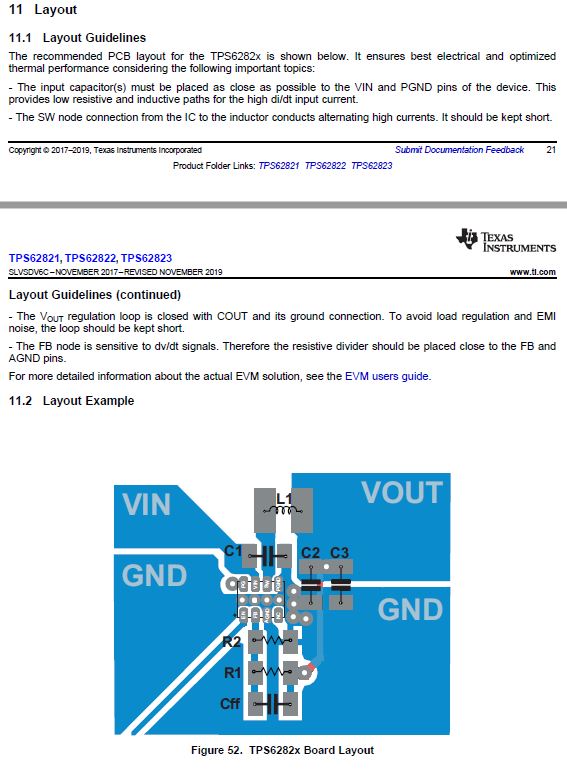 11 Layout
11.1 Layout Guidelines
The recommended PCB layout for the TPS6282x is shown below. It ensures best electrical and optimized
thermal performance considering the following important topics:
- The input capacitor(s) must be placed as close as possible to the VIN and PGND pins of the device. This
provides low resistive and inductive paths for the high di/dt input current.
- The SW node connection from the IC to the inductor conducts alternating high currents. It should be kept short.
Copyright © 2017–2019, Texas Instruments Incorporated
Submit Documentation Feedback 21
Product Folder Links: TPS62821 TPS62822 TPS62823
TEXAS
INSTRUMENTS
TPS62821, TPS62822, TPS62823
SLVSDV6C –NOVEMBER 2017–REVISED NOVEMBER 2019
www.ti.com
Layout Guidelines (continued)
- The VOUT regulation loop is closed with COUT and its ground connection. To avoid load regulation and EMI
noise, the loop should be kept short.
- The FB node is sensitive to dv/dt signals. Therefore the resistive divider should be placed close to the FB and
AGND pins.
For more detailed information about the actual EVM solution, see the EVM users guide.
11.2 Layout Example
VIN
L1
VOUT
C1
C2 C3
GND
GND
R2
R1
Cff
Figure 52. TPS6282x Board Layout